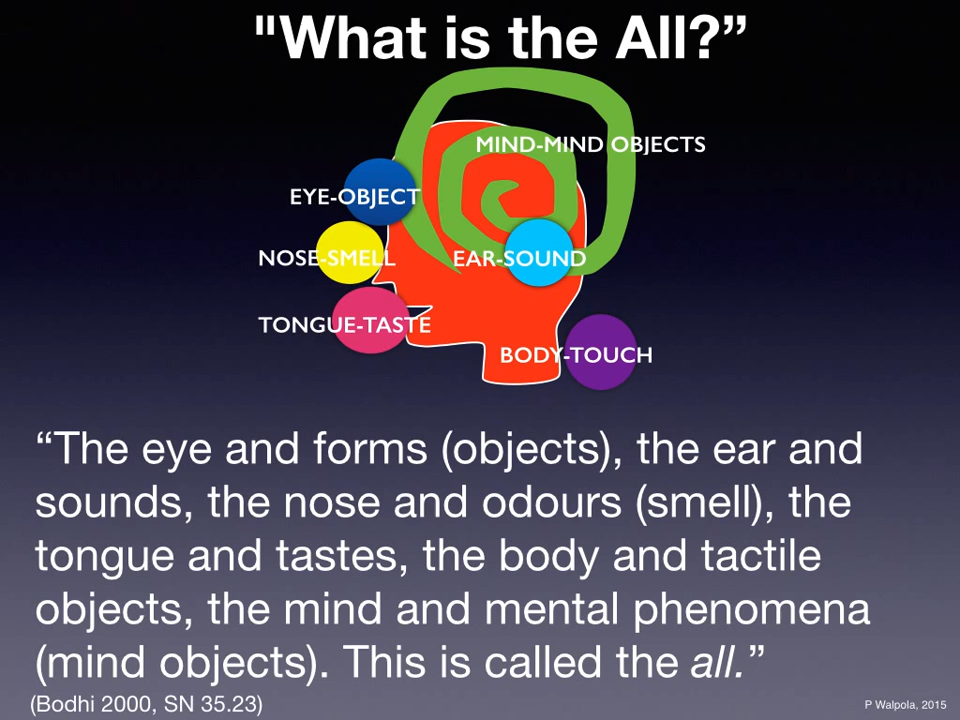 "What is the All?”
MIND-MIND OBJECTS
EYE-OBJECT
NOSE-SMELL
EAR-SOUND
TONGUE-TASTE
BODY-TOUCH
“The eye and forms (objects), the ear and
sounds, the nose and odours (smell), the
tongue and tastes, the body and tactile
objects, the mind and mental phenomena
(mind objects). This is called the all.”
(Bodhi 2000, SN 35.23)
P Walpola, 2015